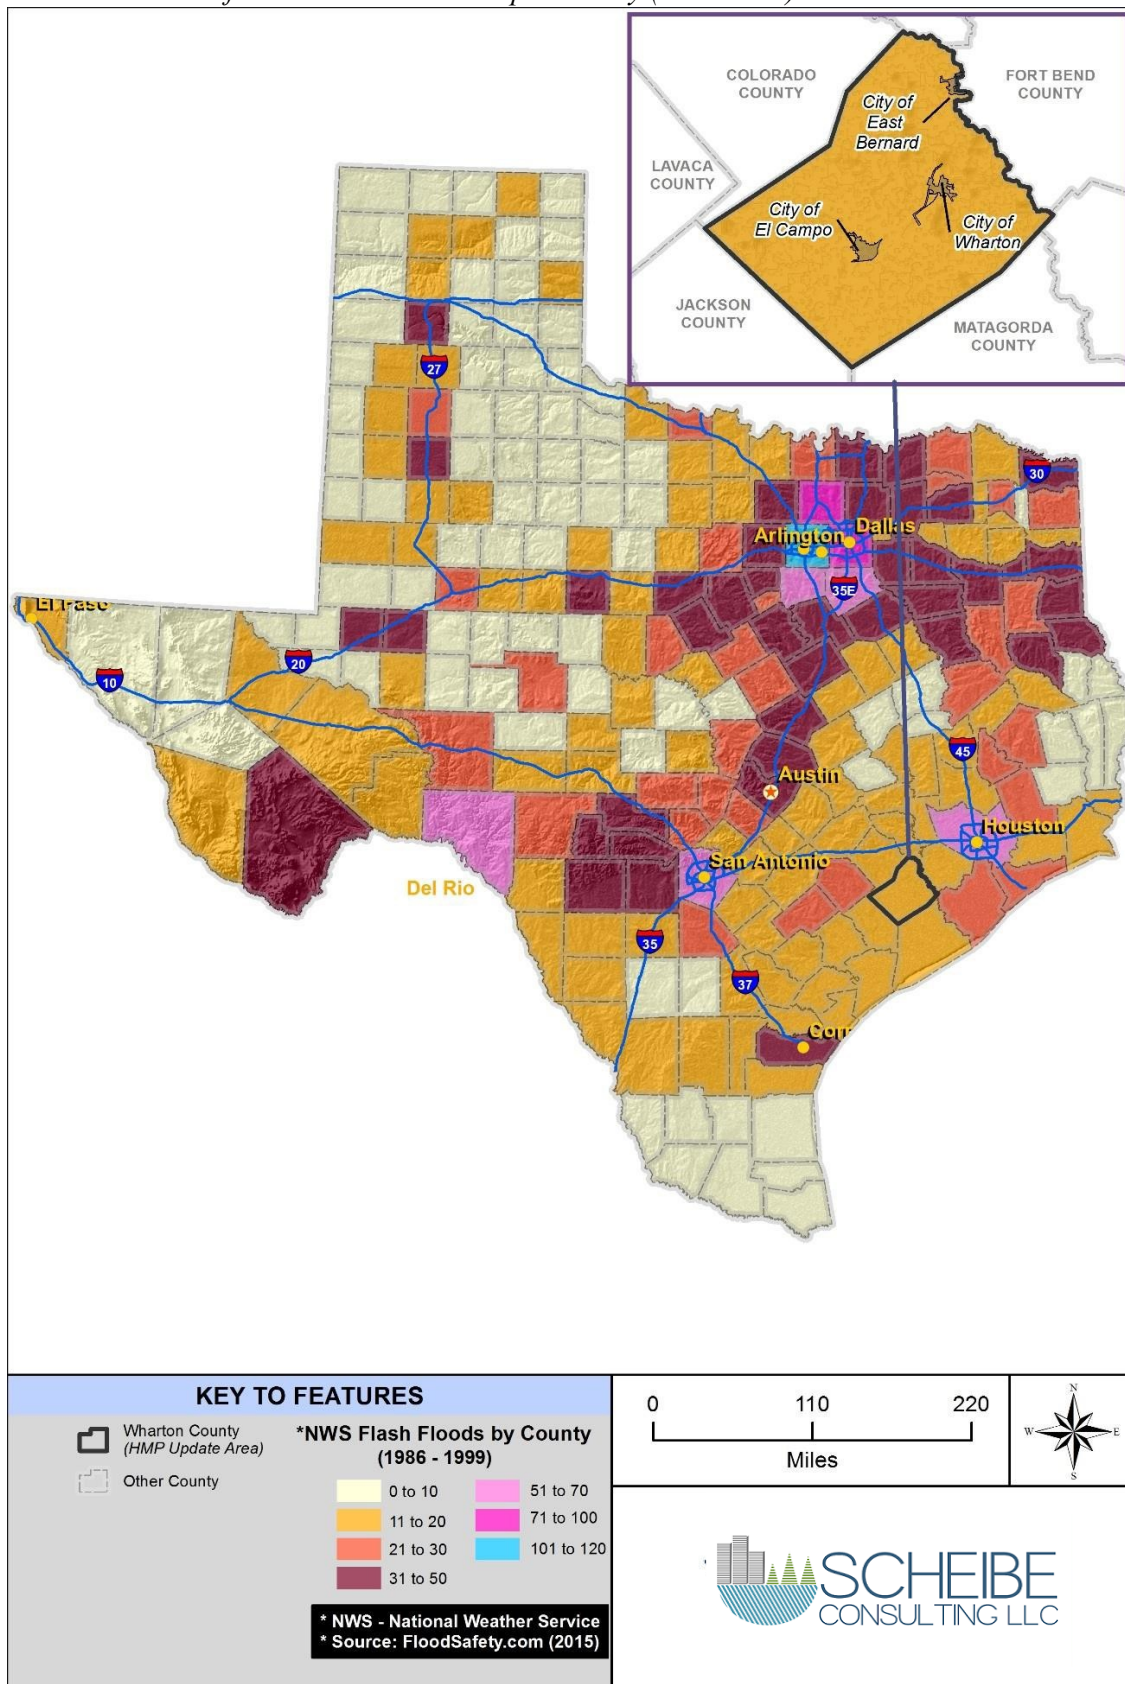 COLORADO
COUNTY
FORT BEND
COUNTY
City of
East
Bernard
LAVACA
COUNTY
City of
El Campo
City of
Wharton
JACKSON
COUNTY
MATAGORDA
COUNTY
27
30
Arlington
Dallas
35E
El Paso
20
10
45
Austin
Houston
San Antonio
Del Rio
35
37
KEY TO FEATURES
Wharton County
(HMP Update Area)
Other County
*NWS Flash Floods by County
(1986 - 1999)
0 to 10
11 to 20
21 to 30
31 to 50
51 to 70
71 to 100
101 to 120
* NWS - National Weather Service
* Source: FloodSafety.com (2015)
0 110 220
Miles
N
W E
S
SCHEIBE
CONSULTING LLC